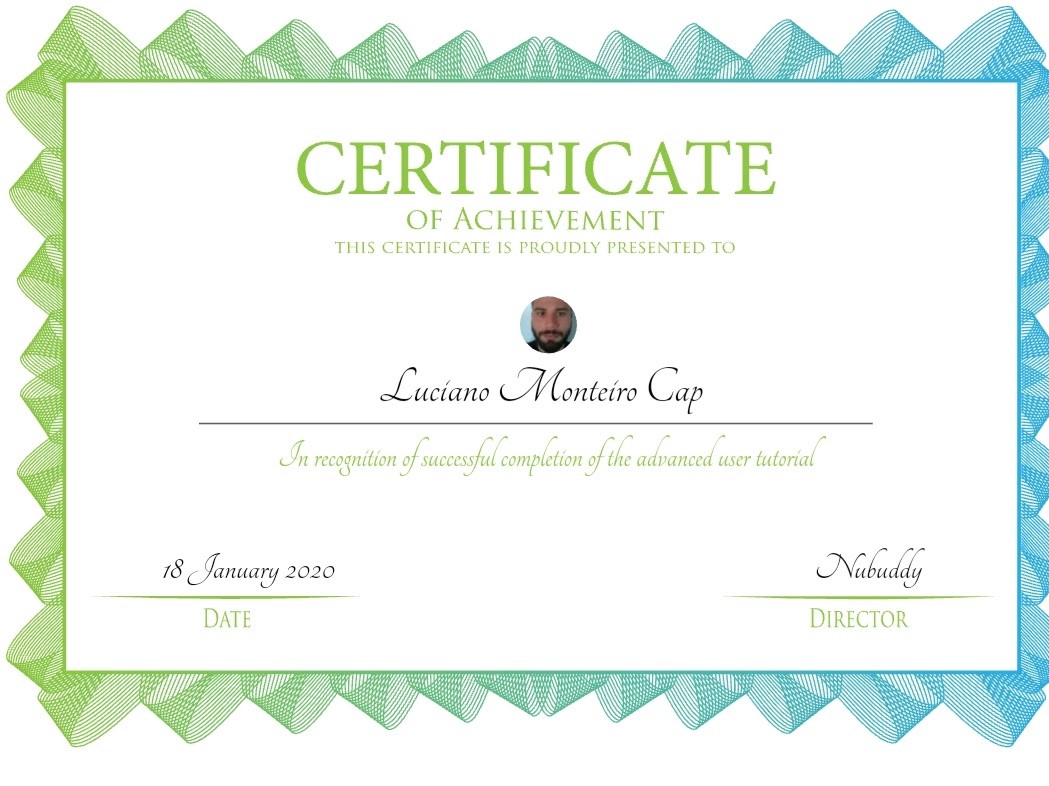 CERTIFICATE
OF ACHIEVEMENT
THIS CERTIFICATE IS PROUDLY PRESENTED TO
Luciano Monteiro Cap
In recognition of successful completion of the advanced user tutorial
18 January 2020
DATE
Nubuddy
DIRECTOR